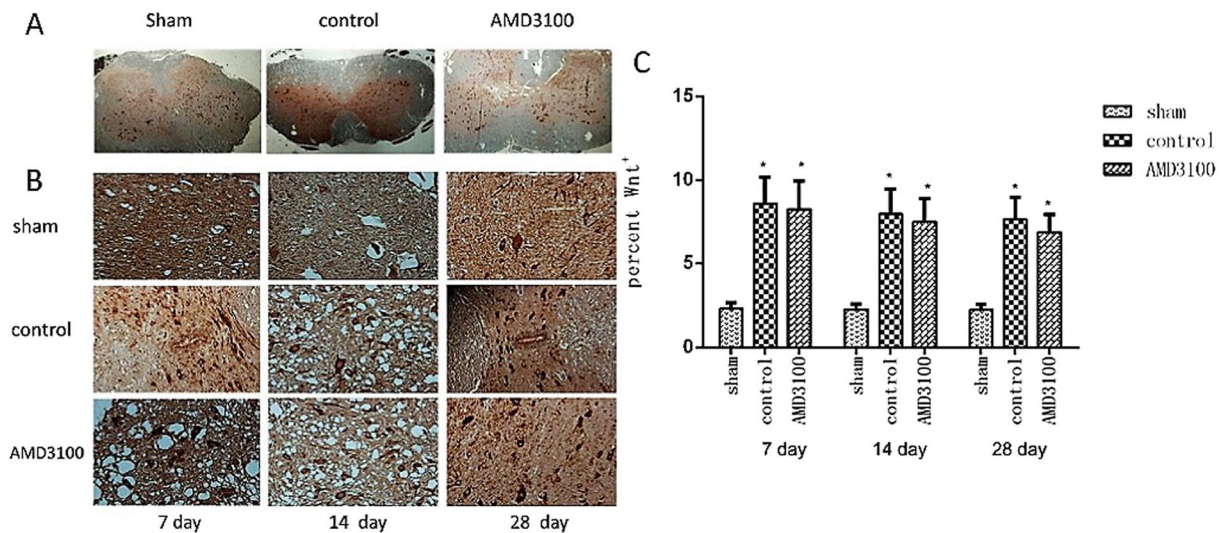 A
Sham control AMD3100
B
sham
control
AMD3100
7 day 14 day 28 day
C
percent Wnt⁺
15
10
5
0
* * * * * *
sham control AMD3100 sham control AMD3100 sham control AMD3100
7 day 14 day 28 day
sham
control
AMD3100